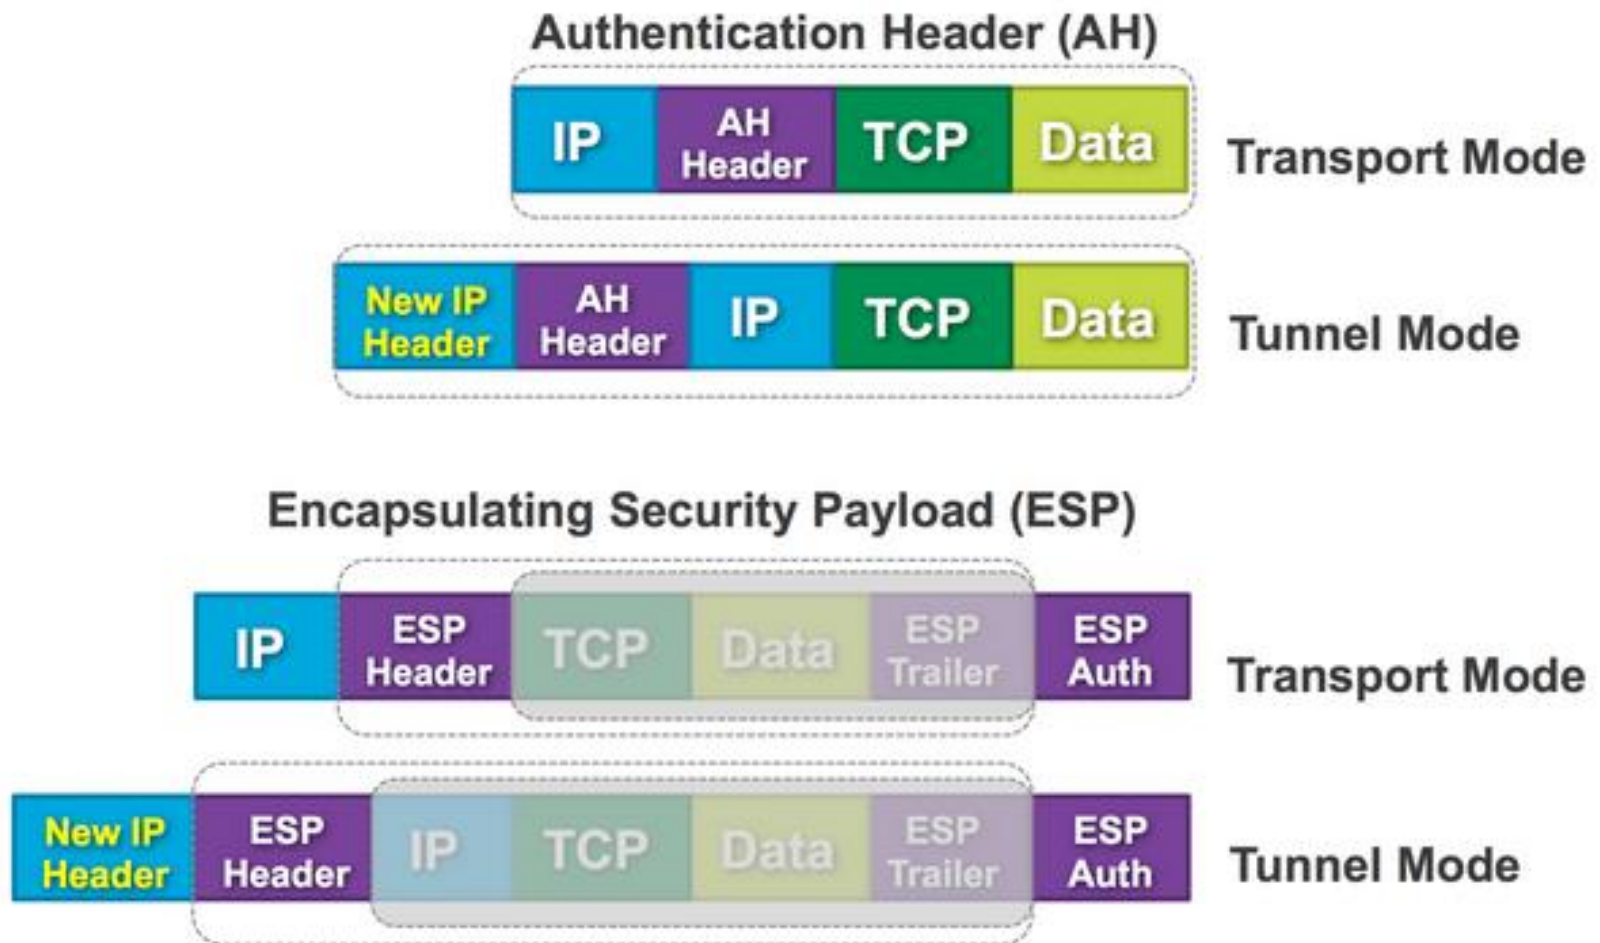 Authentication Header (AH)
IP
AH
Header
TCP
Data
Transport Mode
New IP
Header
AH
Header
IP
TCP
Data
Tunnel Mode
Encapsulating Security Payload (ESP)
IP
ESP
Header
TCP
Data
ESP
Trailer
ESP
Auth
Transport Mode
New IP
Header
ESP
Header
IP
TCP
Data
ESP
Trailer
ESP
Auth
Tunnel Mode